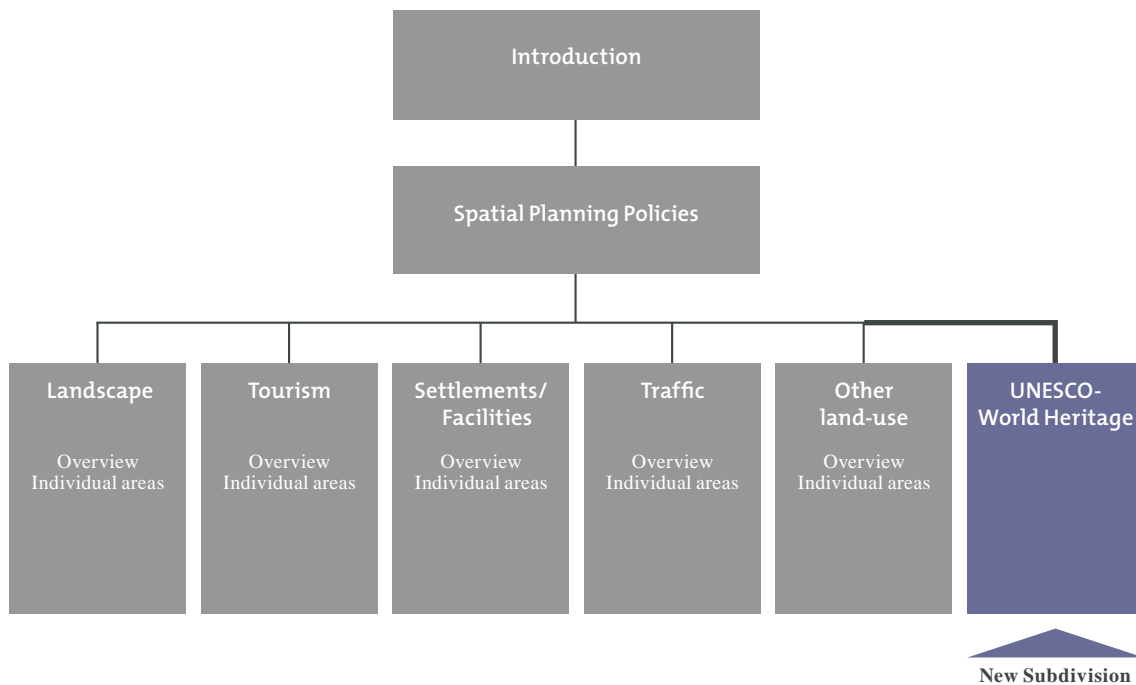 Introduction
Spatial Planning Policies
Landscape
Overview
Individual areas
Tourism
Overview
Individual areas
Settlements/
Facilities
Overview
Individual areas
Traffic
Overview
Individual areas
Other
land-use
Overview
Individual areas
UNESCO-
World Heritage
New Subdivision